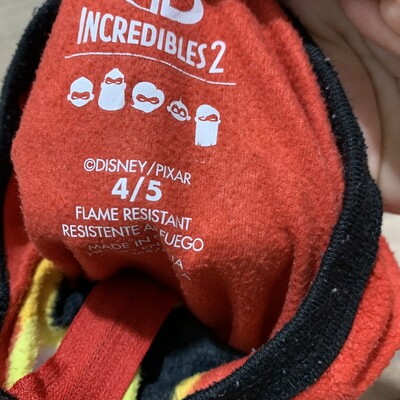 INCREDIBLES 2
©DISNEY/PIXAR
4/5
FLAME RESISTANT
RESISTENTE AL FUEGO
MADE IN